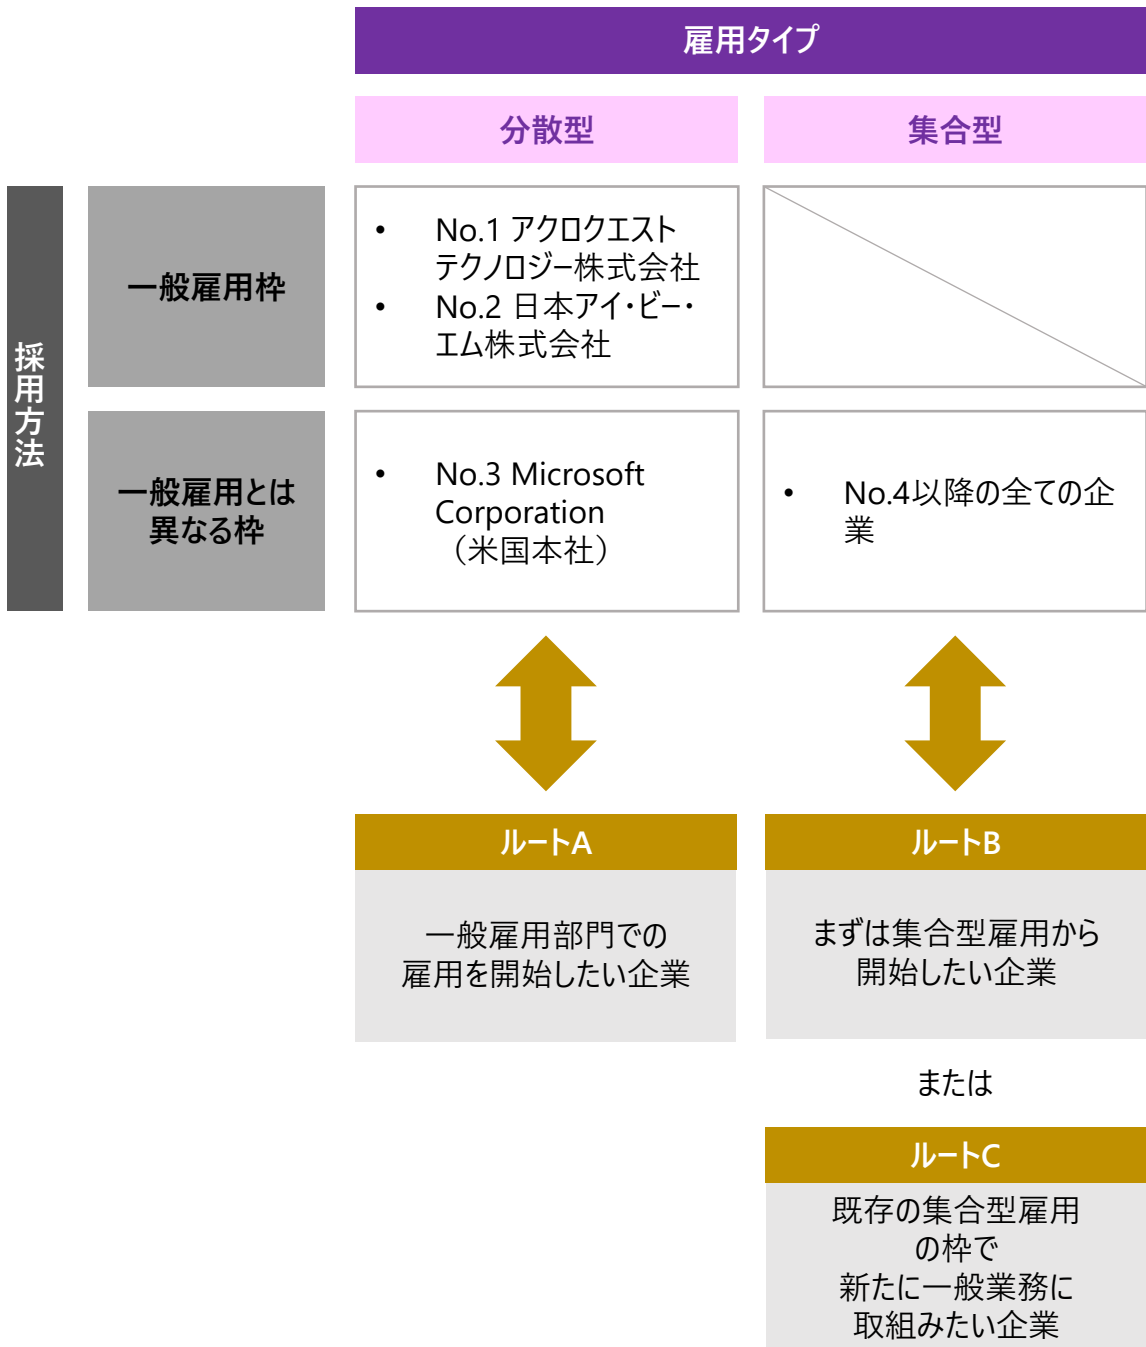 雇用タイプ
分散型
集合型
採用方法
一般雇用枠
• No.1 アクロクエスト
テクノロジー株式会社
• No.2 日本アイ・ビー・
エム株式会社
一般雇用とは
異なる枠
• No.3 Microsoft
Corporation
（米国本社）
• No.4以降の全ての企
業
ルートA
一般雇用部門での
雇用を開始したい企業
ルートB
まずは集合型雇用から
開始したい企業
または
ルートC
既存の集合型雇用
の枠で
新たに一般業務に
取組みたい企業